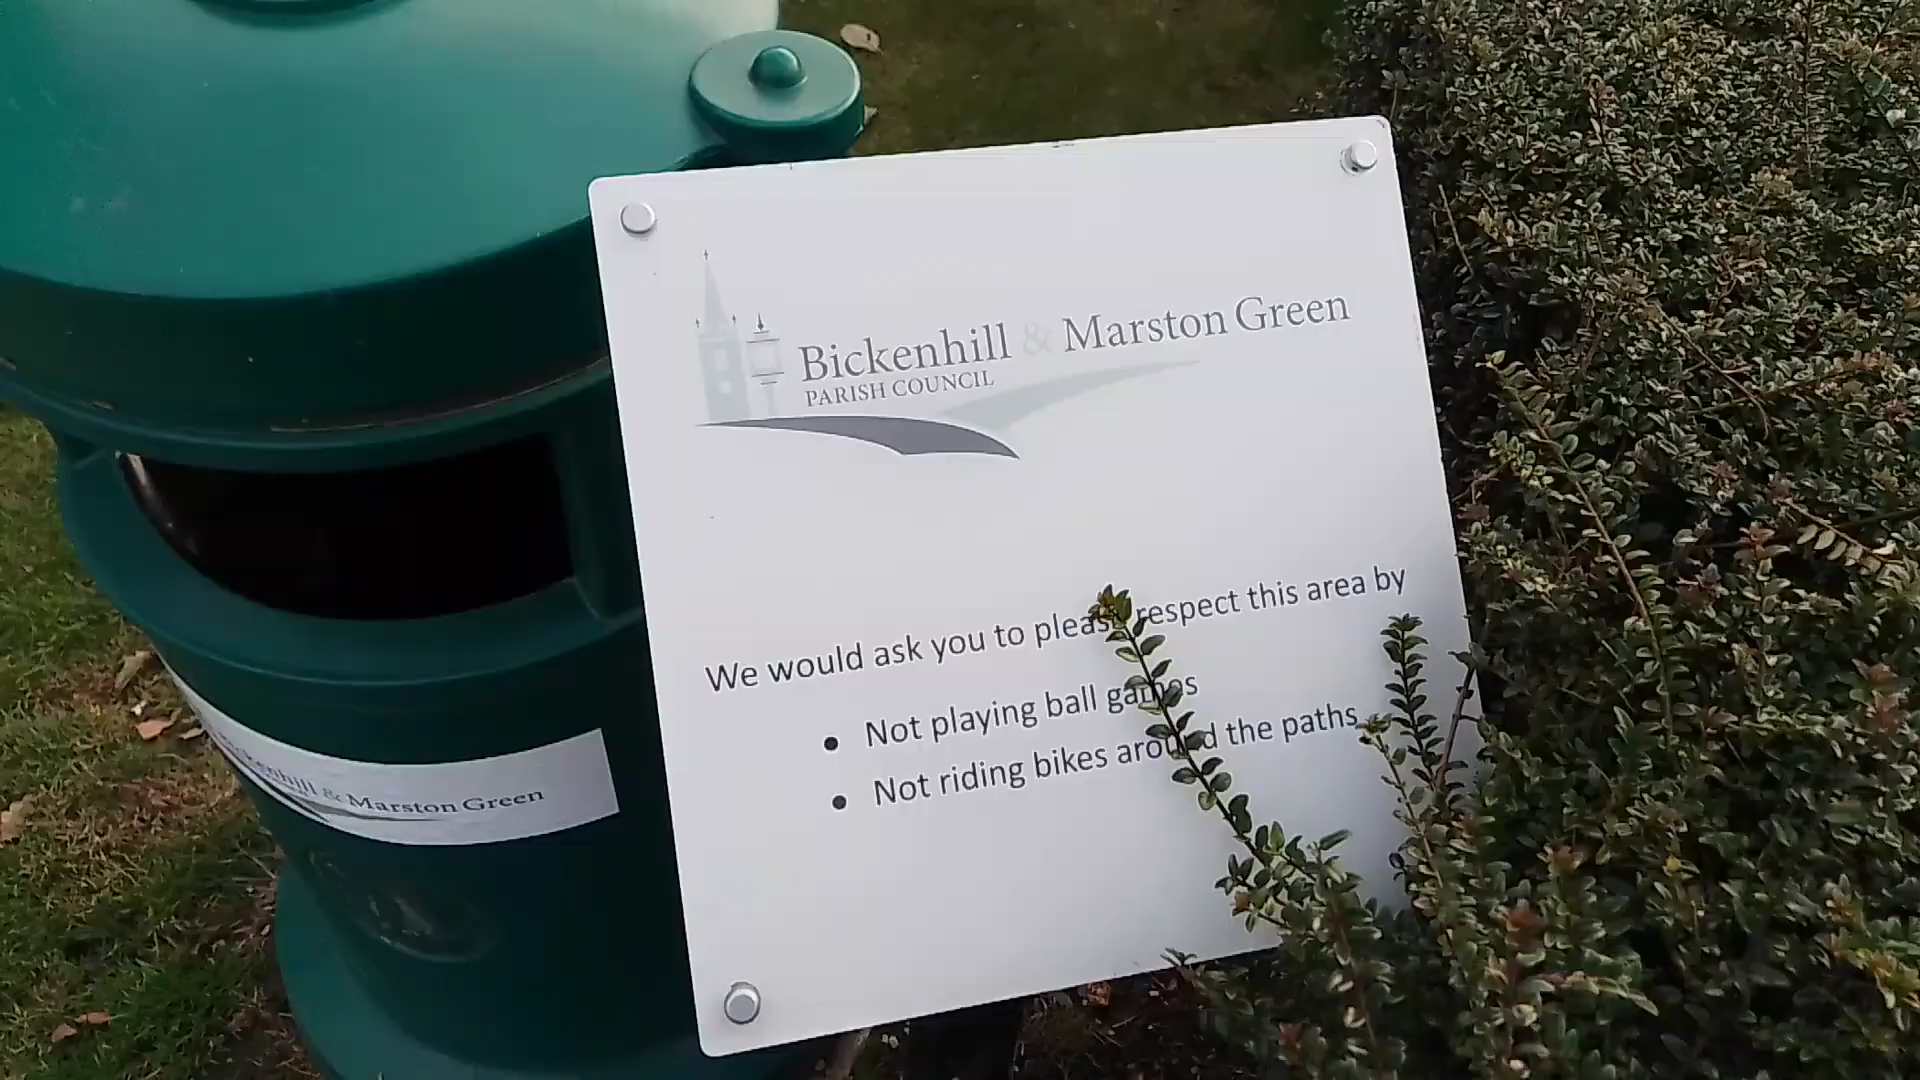 Bickenhill & Marston Green
PARISH COUNCIL
We would ask you to please respect this area by
• Not playing ball games
• Not riding bikes around the paths
Bickenhill & Marston Green